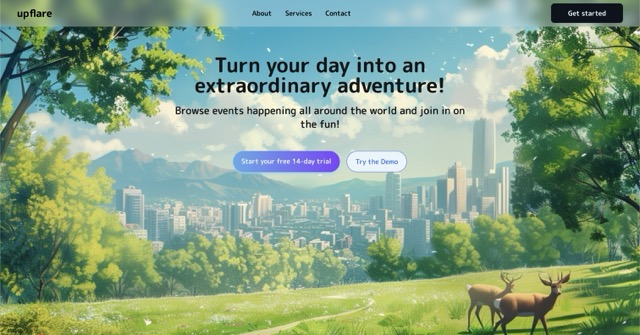 upflare
About
Services
Contact
Get started
Turn your day into an
extraordinary adventure!
Browse events happening all around the world and join in on
the fun!
Start your free 14-day trial
Try the Demo